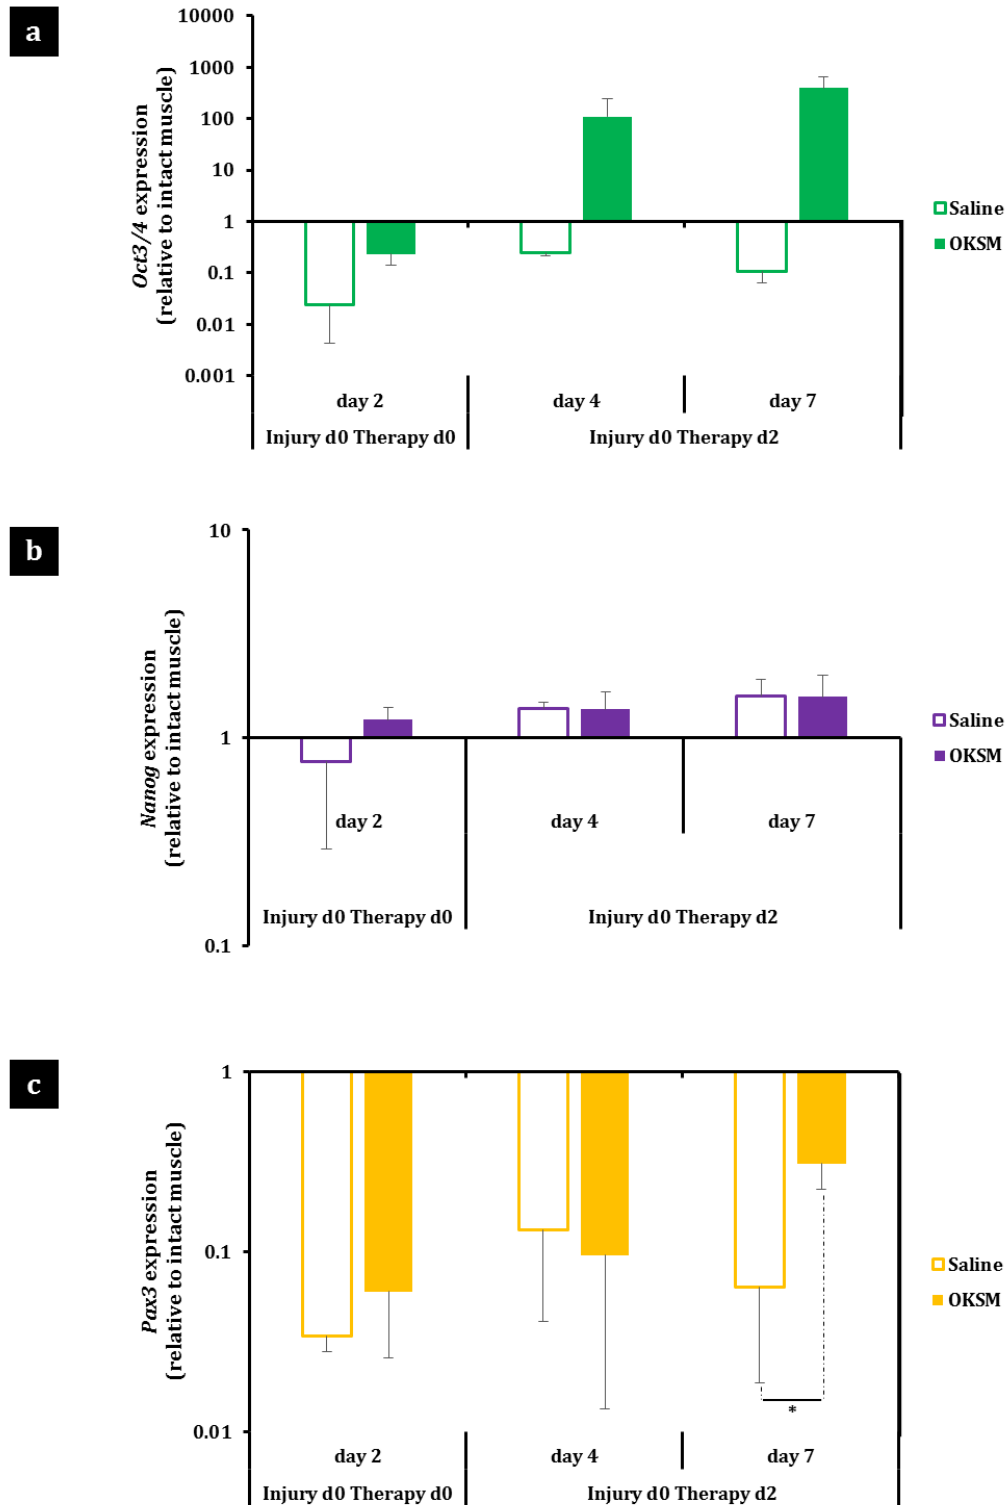 a
10000
1000
100
10
1
0.1
0.01
0.001
Oct3/4 expression
(relative to intact muscle)
day 2
day 4
day 7
Injury d0 Therapy d0
Injury d0 Therapy d2
Saline
OKSM
b
10
1
0.1
Nanog expression
(relative to intact muscle)
day 2
day 4
day 7
Injury d0 Therapy d0
Injury d0 Therapy d2
Saline
OKSM
c
1
0.1
0.01
Pax3 expression
(relative to intact muscle)
*
day 2
day 4
day 7
Injury d0 Therapy d0
Injury d0 Therapy d2
Saline
OKSM